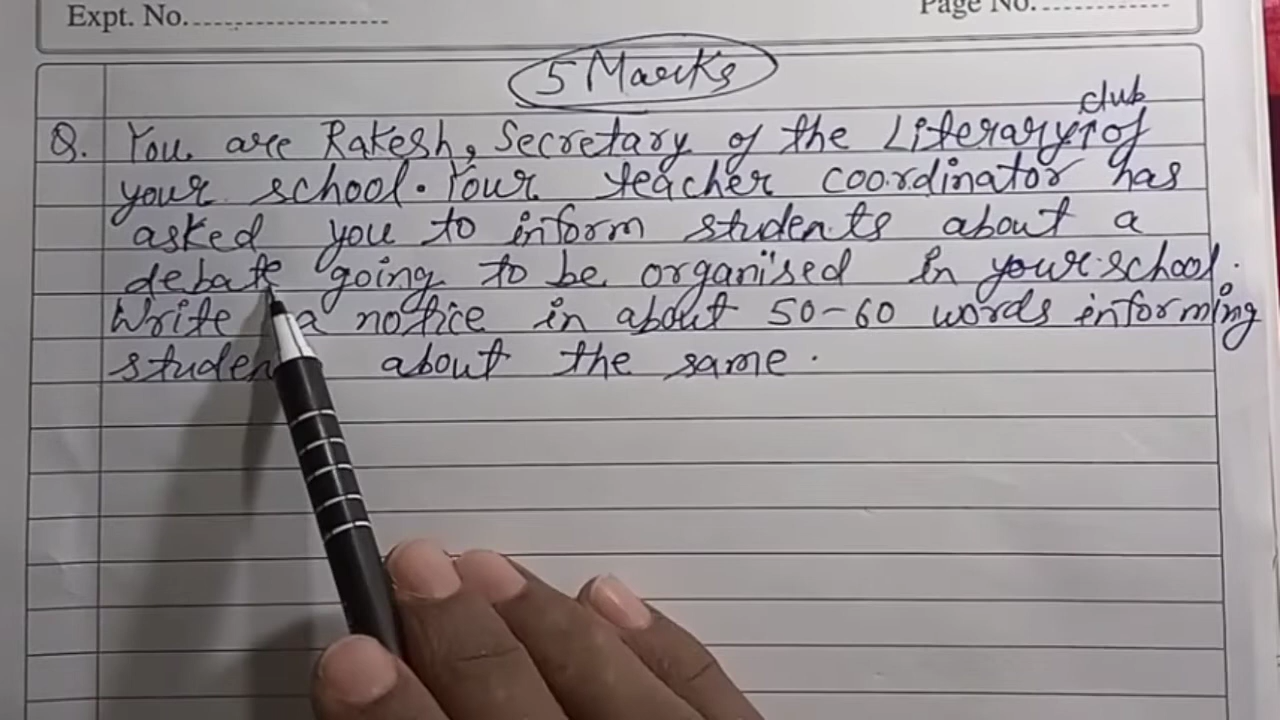 Expt. No.
Page No.
5 Marks
Q. You are Rakesh, Secretary of the Literary club of
your school. Your teacher coordinator has
asked you to inform students about a
debate going to be organised in your school.
Write a notice in about 50-60 words informing
student about the same.